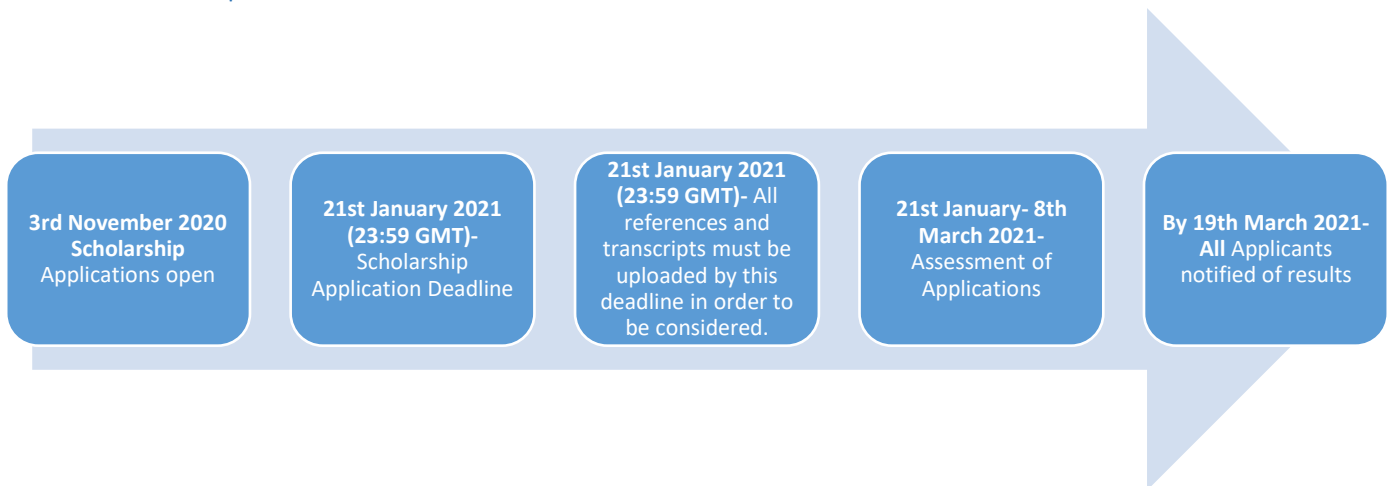 3rd November 2020
Scholarship
Applications open
21st January 2021
(23:59 GMT)-
Scholarship
Application Deadline
21st January 2021
(23:59 GMT)- All
references and
transcripts must be
uploaded by this
deadline in order to
be considered.
21st January- 8th
March 2021-
Assessment of
Applications
By 19th March 2021-
All Applicants
notified of results